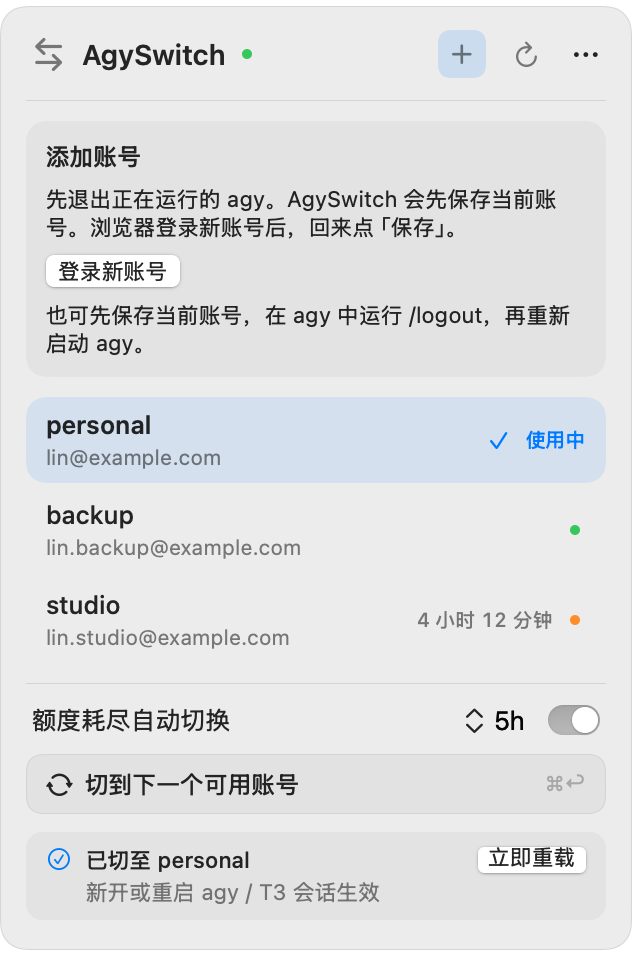 AgySwitch
添加账号
先退出正在运行的 agy。AgySwitch 会先保存当前账
号。浏览器登录新账号后，回来点「保存」。
登录新账号
也可先保存当前账号，在 agy 中运行 /logout，再重新
启动 agy。
personal
lin@example.com
使用中
backup
lin.backup@example.com
studio
lin.studio@example.com
4 小时 12 分钟
额度耗尽自动切换
5h
切到下一个可用账号
⌘↩
已切至 personal
新开或重启 agy / T3 会话生效
立即重载